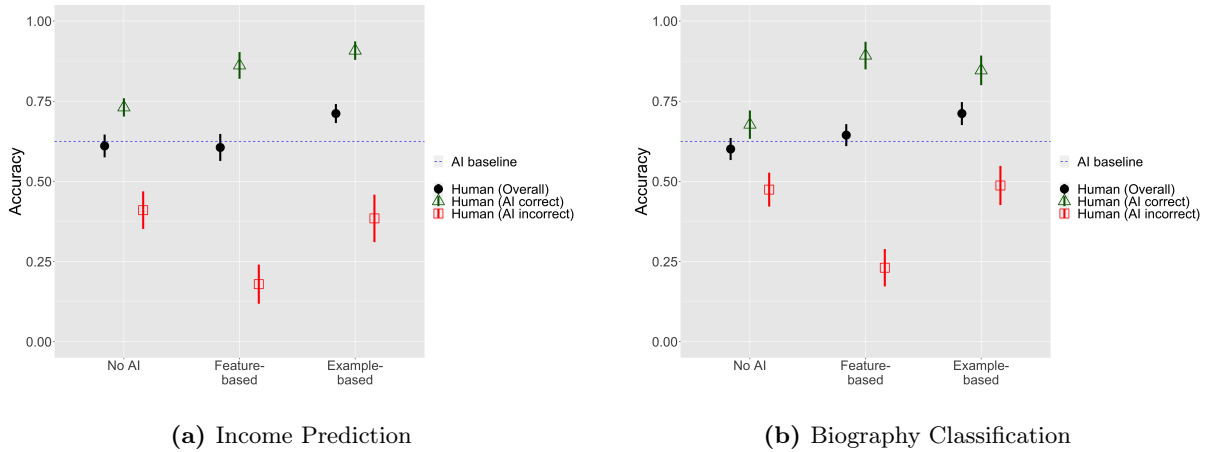 1.00
0.75
0.50
0.25
0.00
Accuracy
No AI
Feature-
based
Example-
based
AI baseline
Human (Overall)
Human (AI correct)
Human (AI incorrect)
(a) Income Prediction
1.00
0.75
0.50
0.25
0.00
Accuracy
No AI
Feature-
based
Example-
based
AI baseline
Human (Overall)
Human (AI correct)
Human (AI incorrect)
(b) Biography Classification